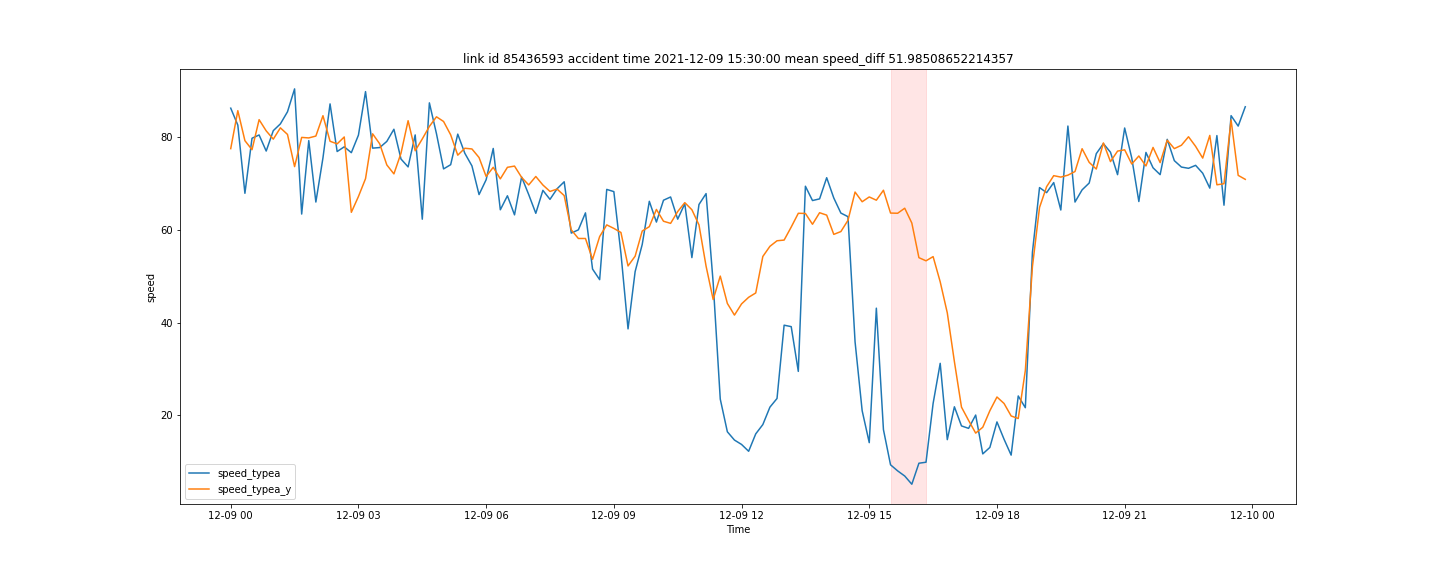 link id 85436593 accident time 2021-12-09 15:30:00 mean speed_diff 51.98508652214357
80
60
40
20
speed
speed_typea
speed_typea_y
12-09 00 12-09 03 12-09 06 12-09 09 12-09 12 12-09 15 12-09 18 12-09 21 12-10 00
Time